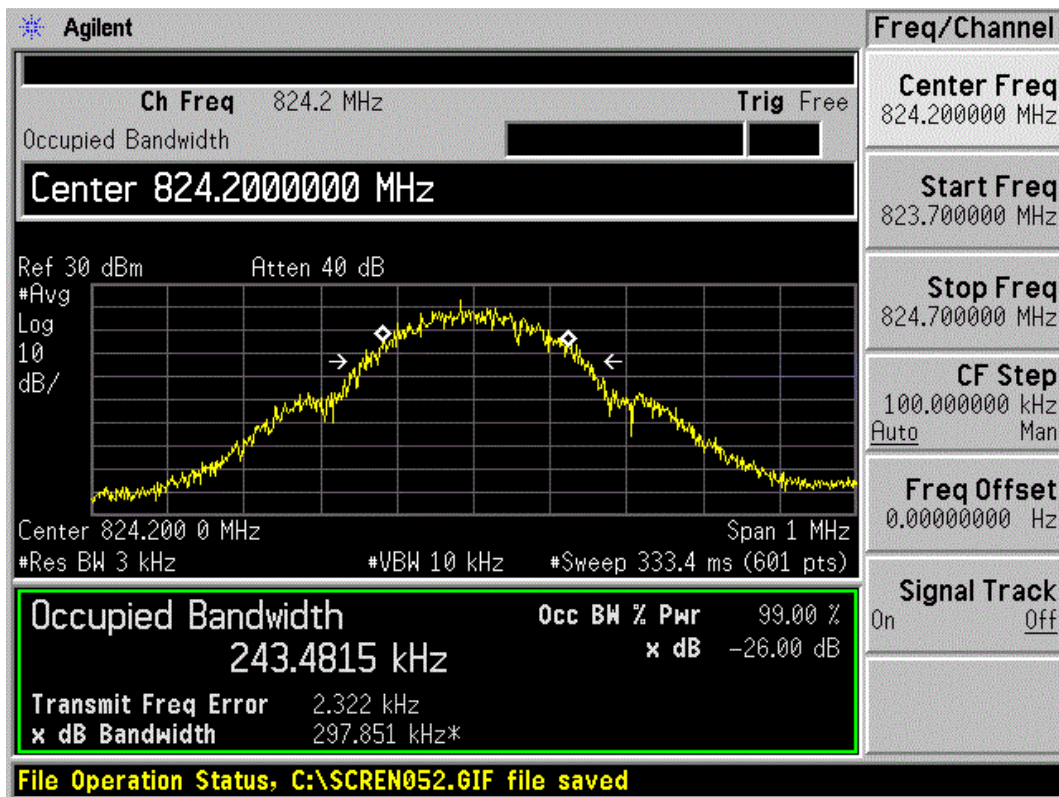 Agilent
Freq/Channel
Ch Freq 824.2 MHz Trig Free
Occupied Bandwidth
Center 824.2000000 MHz
Ref 30 dBm Atten 40 dB
#Avg
Log
10
dB/
Center 824.200 0 MHz Span 1 MHz
#Res BW 3 kHz #VBW 10 kHz #Sweep 333.4 ms (601 pts)
Occupied Bandwidth
243.4815 kHz
Occ BW % Pwr 99.00 %
x dB -26.00 dB
Transmit Freq Error 2.322 kHz
x dB Bandwidth 297.851 kHz*
File Operation Status, C:\SCREN052.GIF file saved
Center Freq
824.200000 MHz
Start Freq
823.700000 MHz
Stop Freq
824.700000 MHz
CF Step
100.000000 kHz
Auto Man
Freq Offset
0.00000000 Hz
Signal Track
On Off